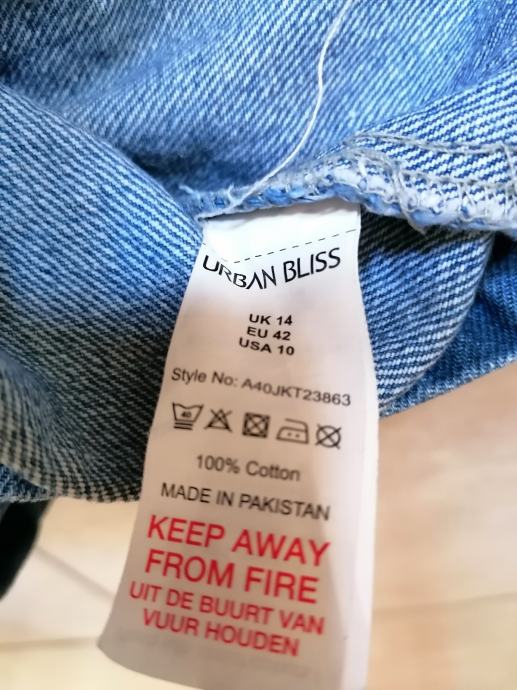 URBAN BLISS
UK 14
EU 42
USA 10
Style No: A40JKT23863
40
100% Cotton
MADE IN PAKISTAN
KEEP AWAY
FROM FIRE
UIT DE BUURT VAN
VUUR HOUDEN